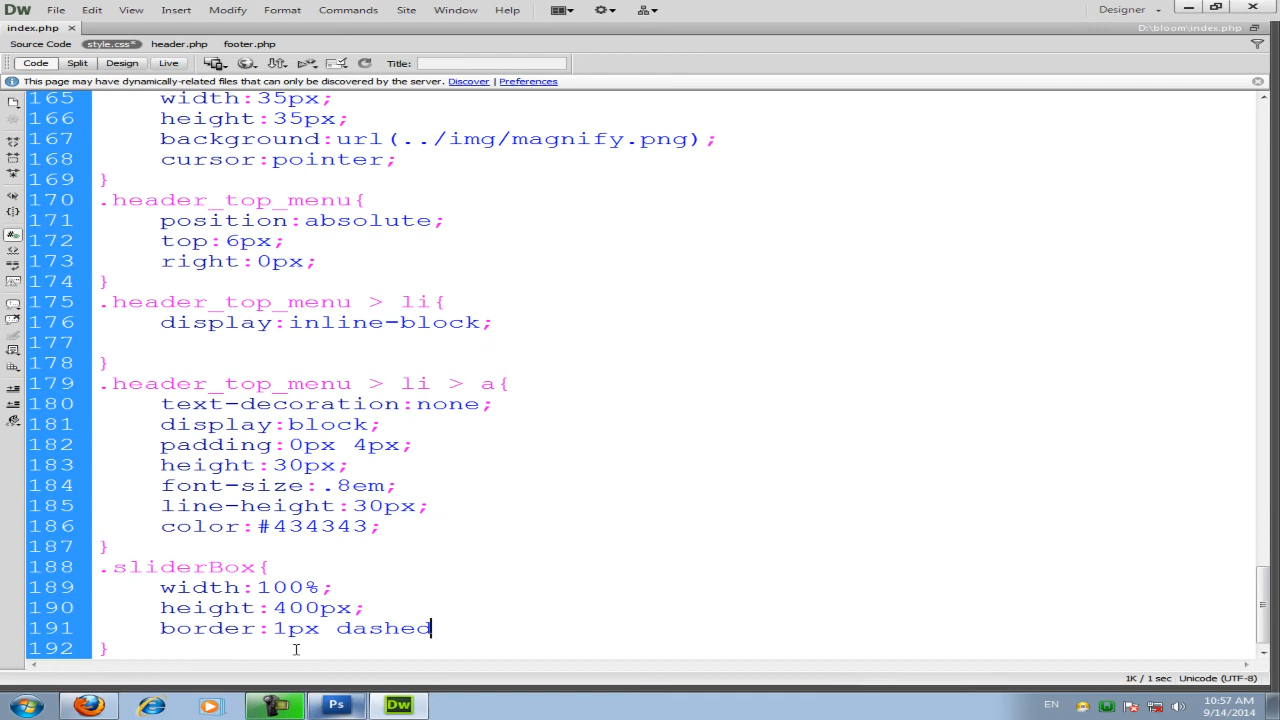 Dw File Edit View Insert Modify Format Commands Site Window Help Designer
index.php x D:\bloom\index.php
Source Code style.css* header.php footer.php
Code Split Design Live Title:
This page may have dynamically-related files that can only be discovered by the server. Discover Preferences
165 width:35px;
166 height:35px;
167 background:url(../img/magnify.png);
168 cursor:pointer;
169 }
170 .header_top_menu{
171 position:absolute;
172 top:6px;
173 right:0px;
174 }
175 .header_top_menu > li{
176 display:inline-block;
177
178 }
179 .header_top_menu > li > a{
180 text-decoration:none;
181 display:block;
182 padding:0px 4px;
183 height:30px;
184 font-size:.8em;
185 line-height:30px;
186 color:#434343;
187 }
188 .sliderBox{
189 width:100%;
190 height:400px;
191 border:1px dashed
192 }
1K / 1 sec Unicode (UTF-8)
Ps Dw EN 10:57 AM
9/14/2014